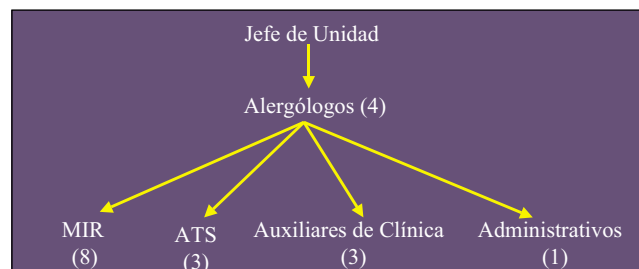 Jefe de Unidad
Alergólogos (4)
MIR ATS Auxiliares de Clínica Administrativos
(8) (3) (3) (1)